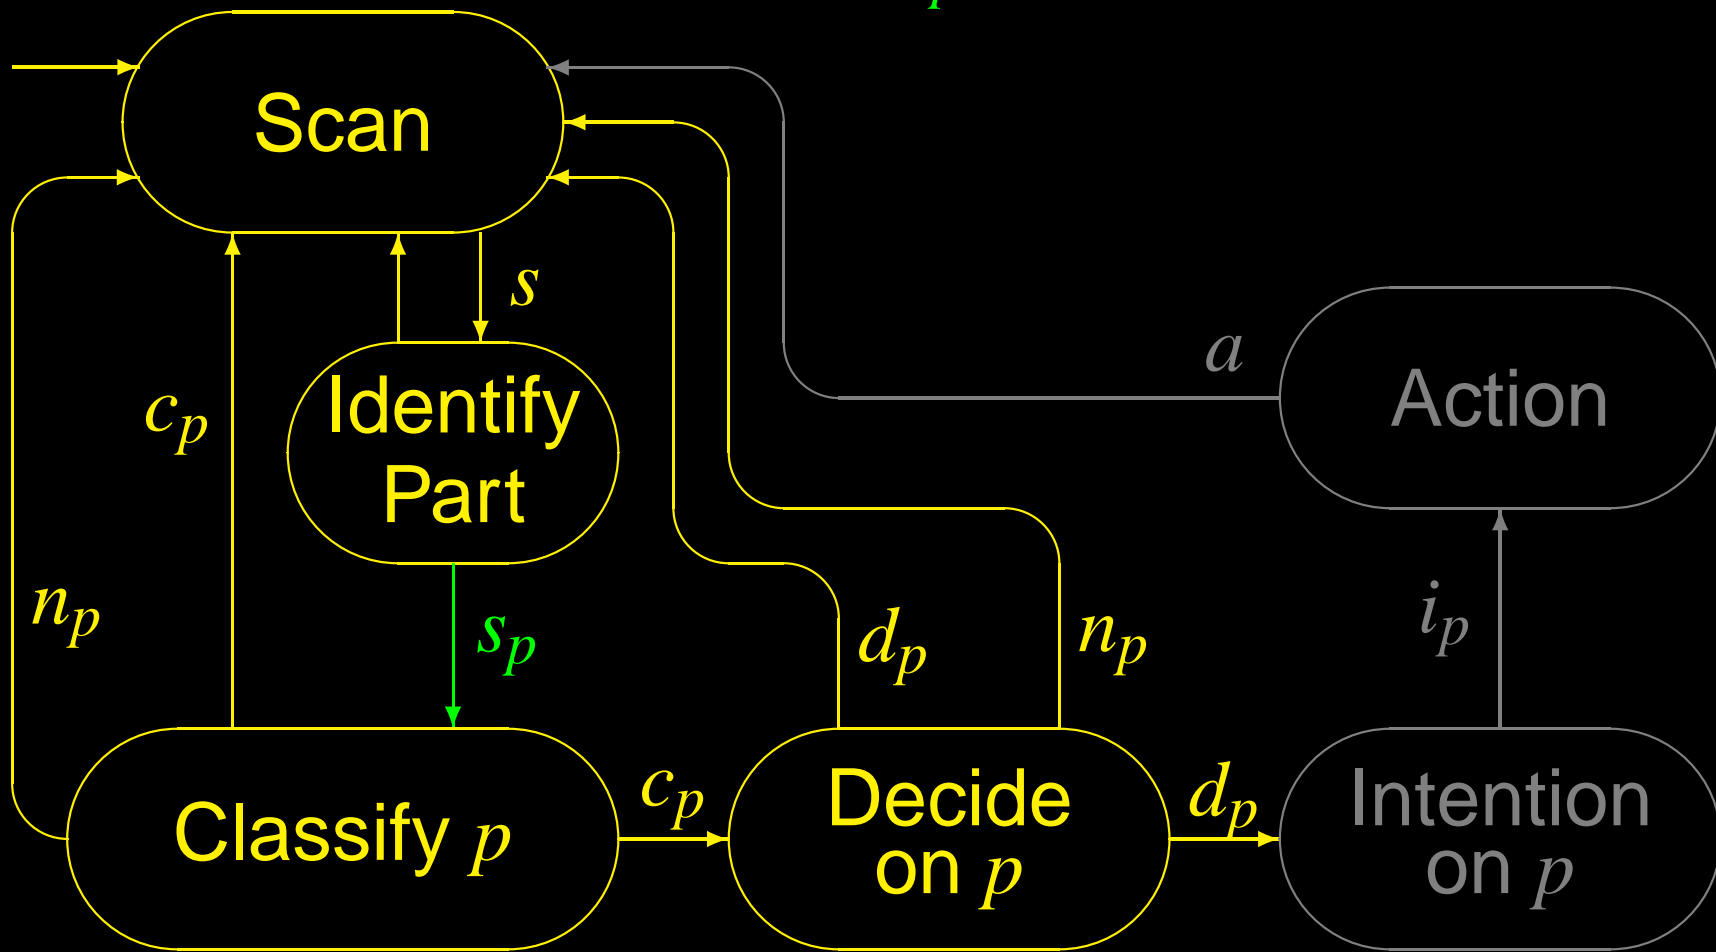 p
Scan
s
a
Action
Identify
Part
c_p
n_p
s_p
d_p
n_p
i_p
Classify p
c_p
Decide
on p
d_p
Intention
on p